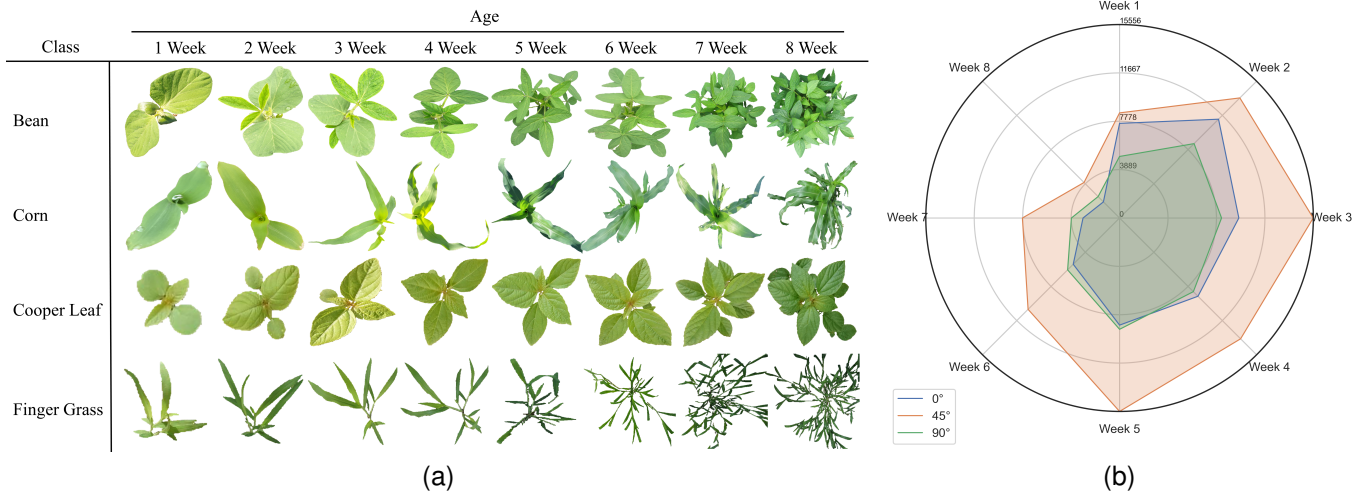 Age
Class
1 Week 2 Week 3 Week 4 Week 5 Week 6 Week 7 Week 8 Week
Bean
Corn
Cooper Leaf
Finger Grass
(a)
Week 1
15556
Week 8
11667
Week 2
7778
3889
Week 7
0
Week 3
Week 6
Week 4
Week 5
0°
45°
90°
(b)